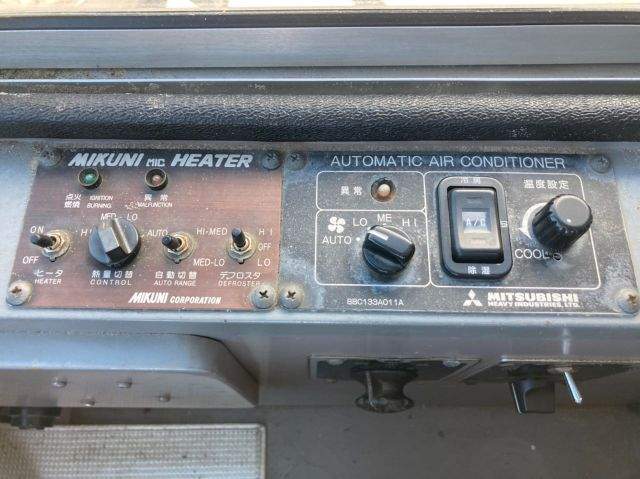 MIKUNI MIC HEATER
点火 IGNITION
燃焼 BURNING
異常
MALFUNCTION
ON
OFF
ヒータ
HEATER
MED-LO
熱量切替
CONTROL
AUTO
HI-MED
MED-LO
自動切替
AUTO RANGE
HI
OFF
LO
デフロスタ
DEFROSTER
MIKUNI CORPORATION
AUTOMATIC AIR CONDITIONER
異常
AUTO
LO
ME
HI
88C133A011A
A/C
除湿
温度設定
COOL
MITSUBISHI
HEAVY INDUSTRIES, LTD.